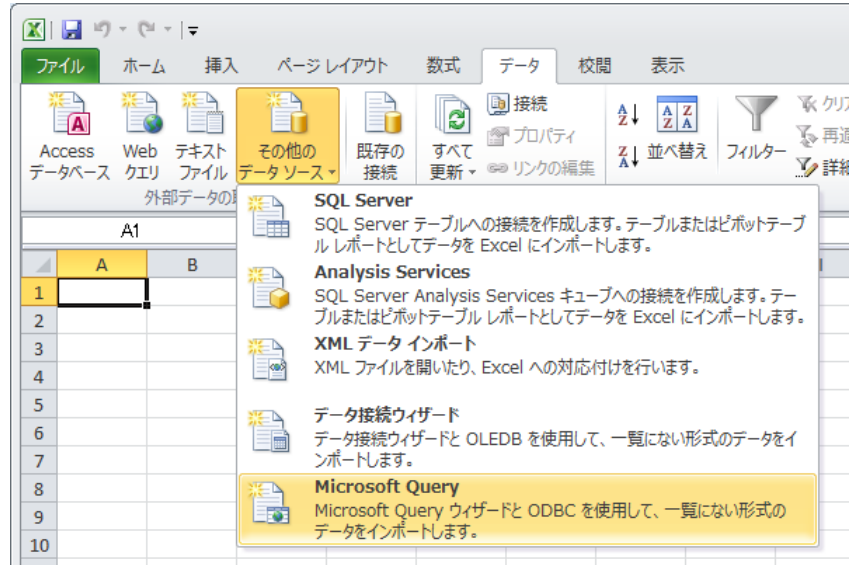 ファイル ホーム 挿入 ページ レイアウト 数式 データ 校閲 表示
Access データベース
Web クエリ
テキスト ファイル
その他の データ ソース
既存の 接続
すべて 更新
接続
プロパティ
リンクの編集
A Z
Z A
A Z Z A
並べ替え
フィルター
クリア
再適
詳細
外部データの
A1
A B
1
2
3
4
5
6
7
8
9
10
SQL Server
SQL Server テーブルへの接続を作成します。テーブルまたはピボットテーブ
ル レポートとしてデータを Excel にインポートします。
Analysis Services
SQL Server Analysis Services キューブへの接続を作成します。テー
ブルまたはピボットテーブル レポートとしてデータを Excel にインポートします。
XML データ インポート
XML ファイルを開いたり、Excel への対応付けを行います。
データ接続ウィザード
データ接続ウィザードと OLEDB を使用して、一覧にない形式のデータをイ
ンポートします。
Microsoft Query
Microsoft Query ウィザードと ODBC を使用して、一覧にない形式の
データをインポートします。